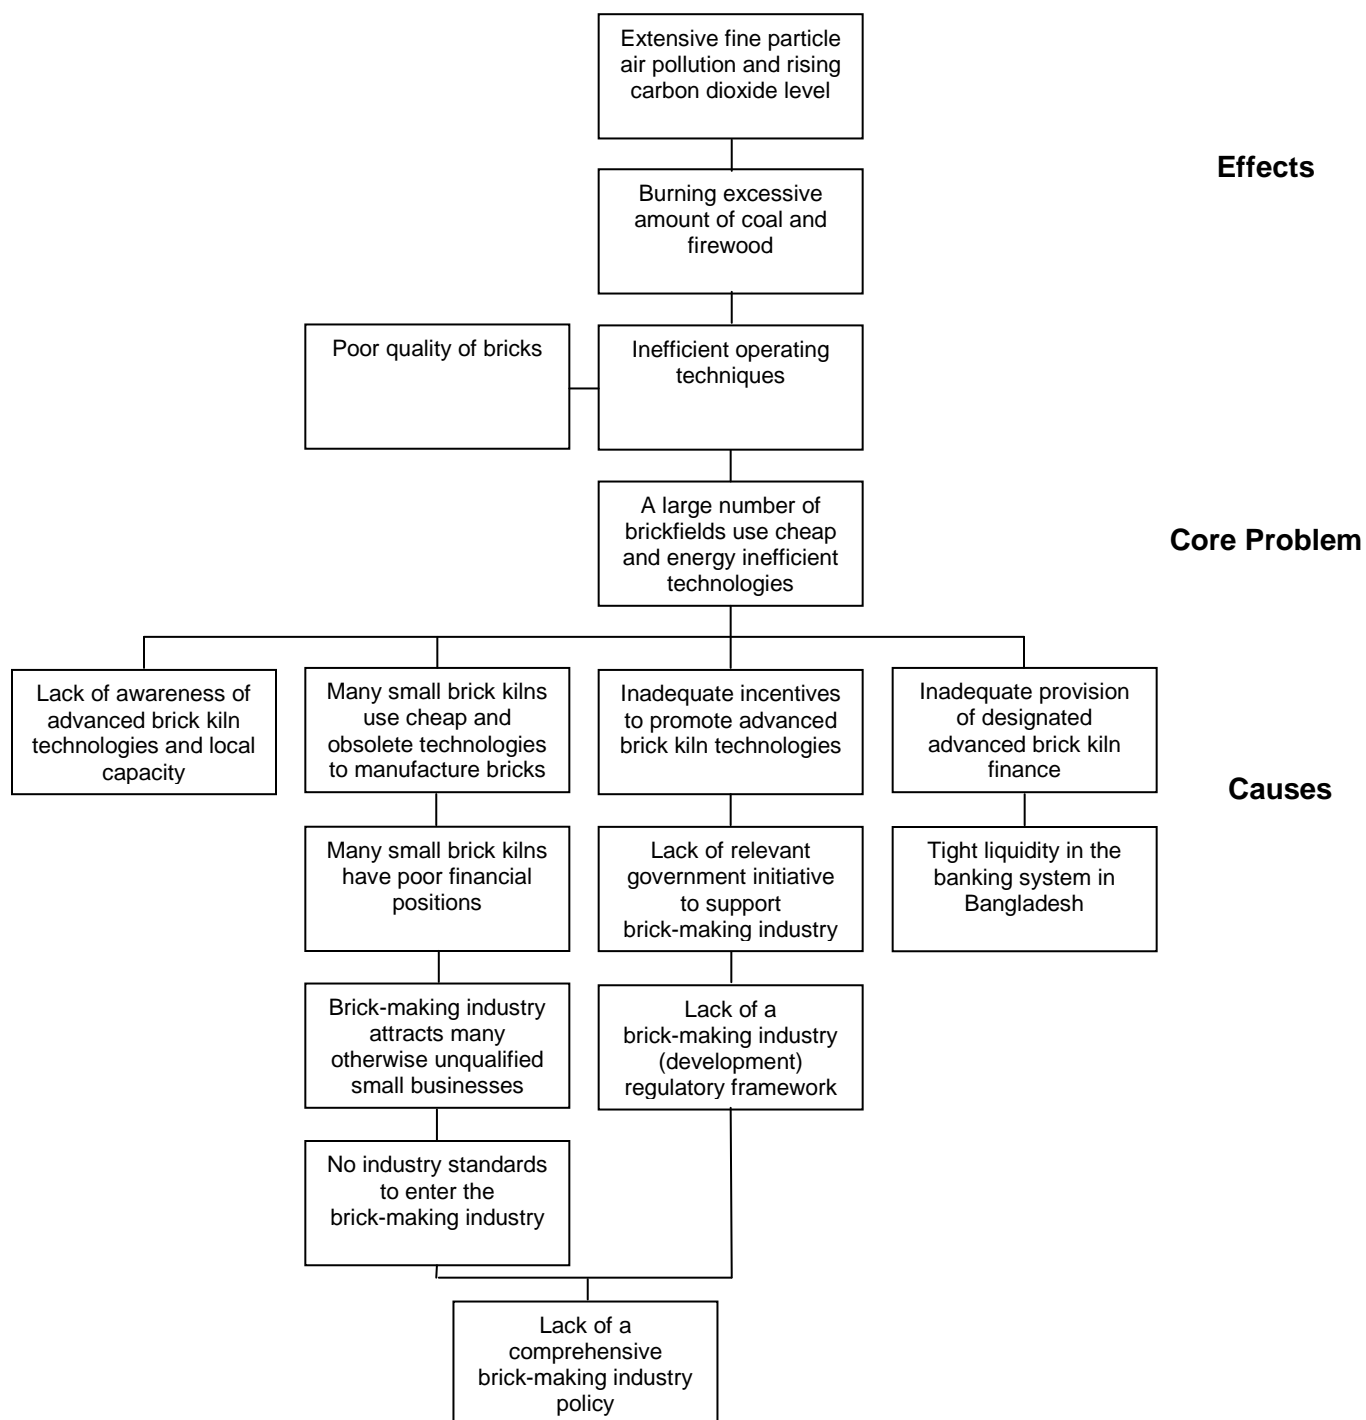 Extensive fine particle
air pollution and rising
carbon dioxide level
Effects
Burning excessive
amount of coal and
firewood
Poor quality of bricks
Inefficient operating
techniques
A large number of
brickfields use cheap
and energy inefficient
technologies
Core Problem
Lack of awareness of
advanced brick kiln
technologies and local
capacity
Many small brick kilns
use cheap and
obsolete technologies
to manufacture bricks
Inadequate incentives
to promote advanced
brick kiln technologies
Inadequate provision
of designated
advanced brick kiln
finance
Causes
Many small brick kilns
have poor financial
positions
Lack of relevant
government initiative
to support
brick-making industry
Tight liquidity in the
banking system in
Bangladesh
Brick-making industry
attracts many
otherwise unqualified
small businesses
Lack of a
brick-making industry
(development)
regulatory framework
No industry standards
to enter the
brick-making industry
Lack of a
comprehensive
brick-making industry
policy